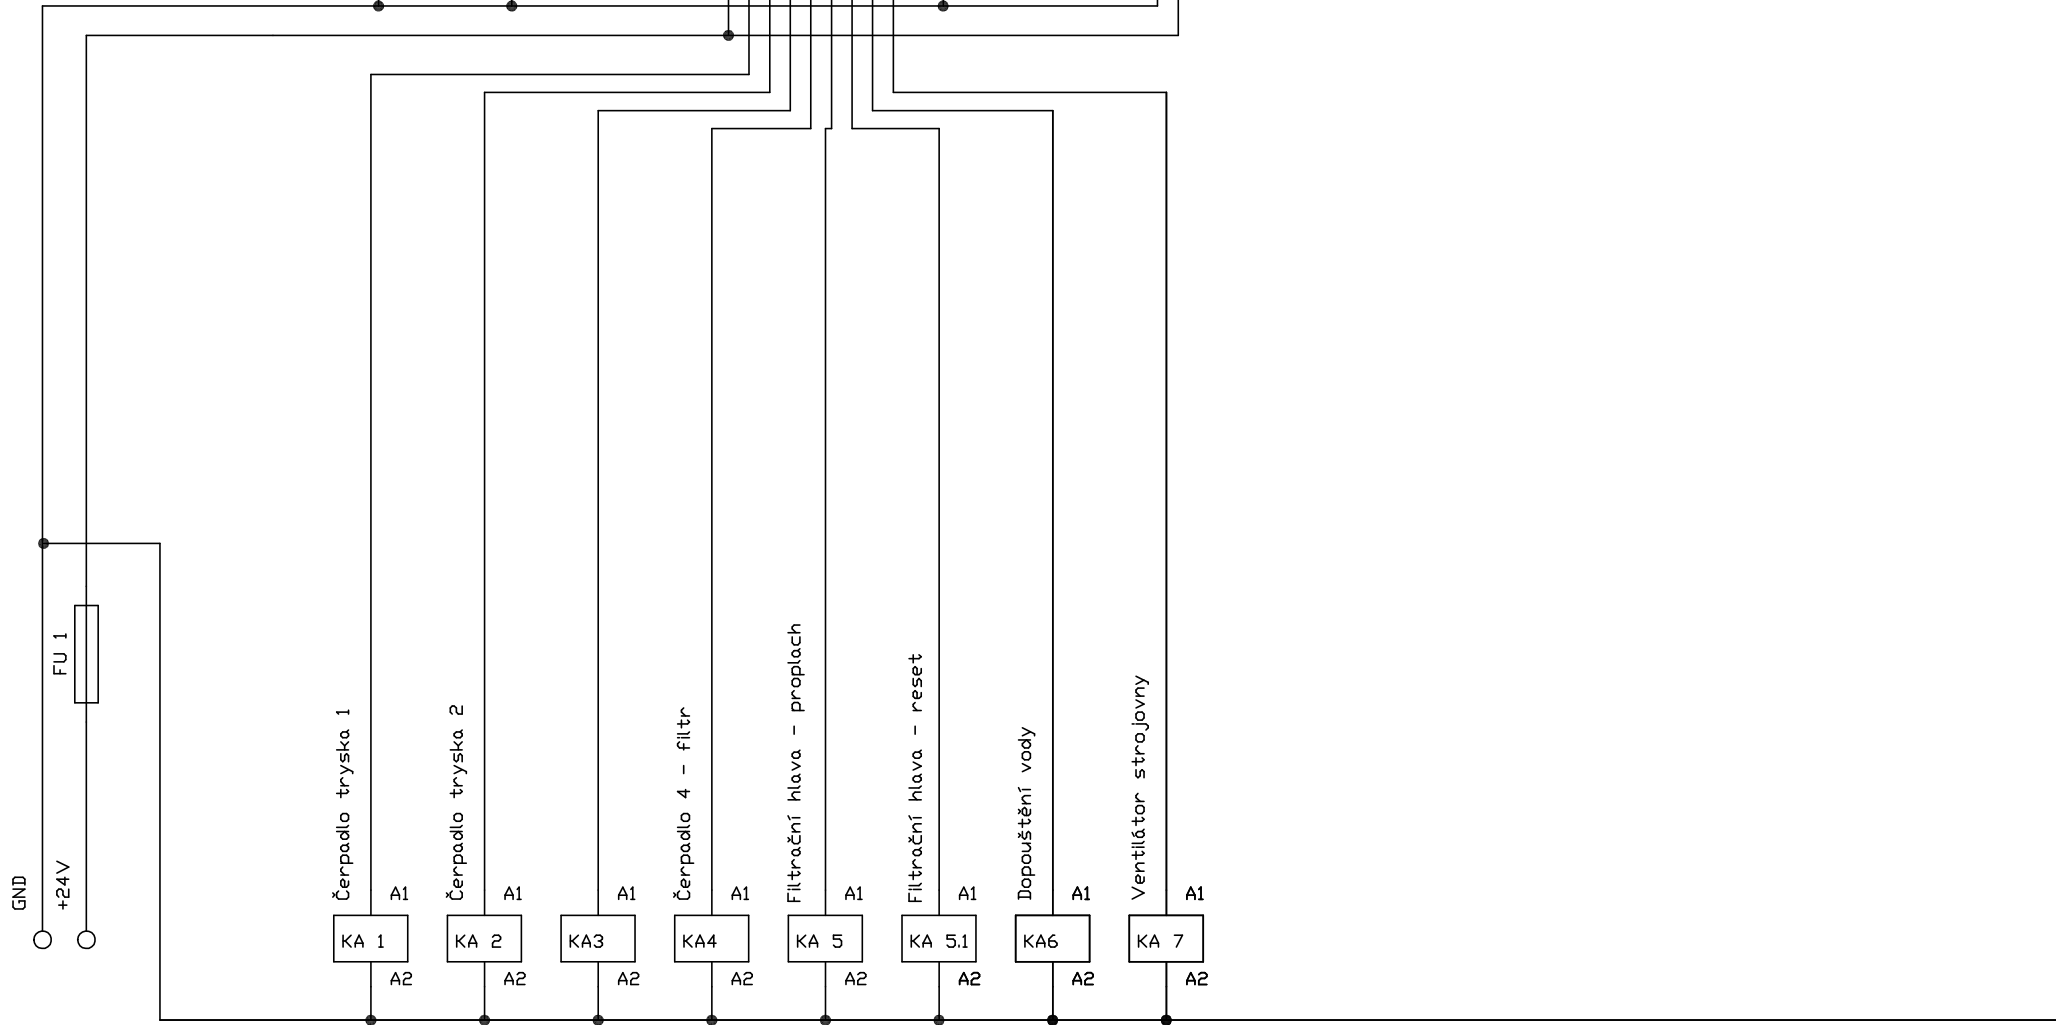 GND
+24V
FU 1
Čerpadlo tryska 1
Čerpadlo tryska 2
Čerpadlo 4 - filtr
Filtrační hlava - proplach
Filtrační hlava - reset
Dopouštění vody
Ventilátor strojovny
A1 A1 A1 A1 A1 A1 A1 A1
KA 1 KA 2 KA3 KA4 KA 5 KA 5.1 KA6 KA 7
A2 A2 A2 A2 A2 A2 A2 A2